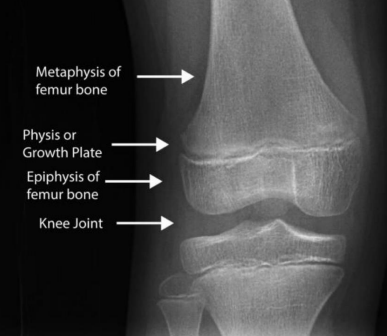 Metaphysis of
femur bone
Physis or
Growth Plate
Epiphysis of
femur bone
Knee Joint